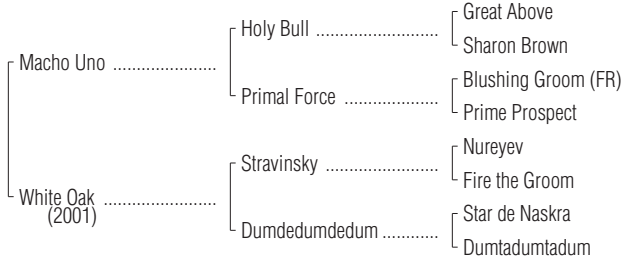 Great Above
Holy Bull ........................
Sharon Brown
Macho Uno ......................
Blushing Groom (FR)
Primal Force ....................
Prime Prospect
Nureyev
Stravinsky ........................
Fire the Groom
White Oak ........................
(2001)
Star de Naskra
Dumdedumdedum ............
Dumtadumtadum